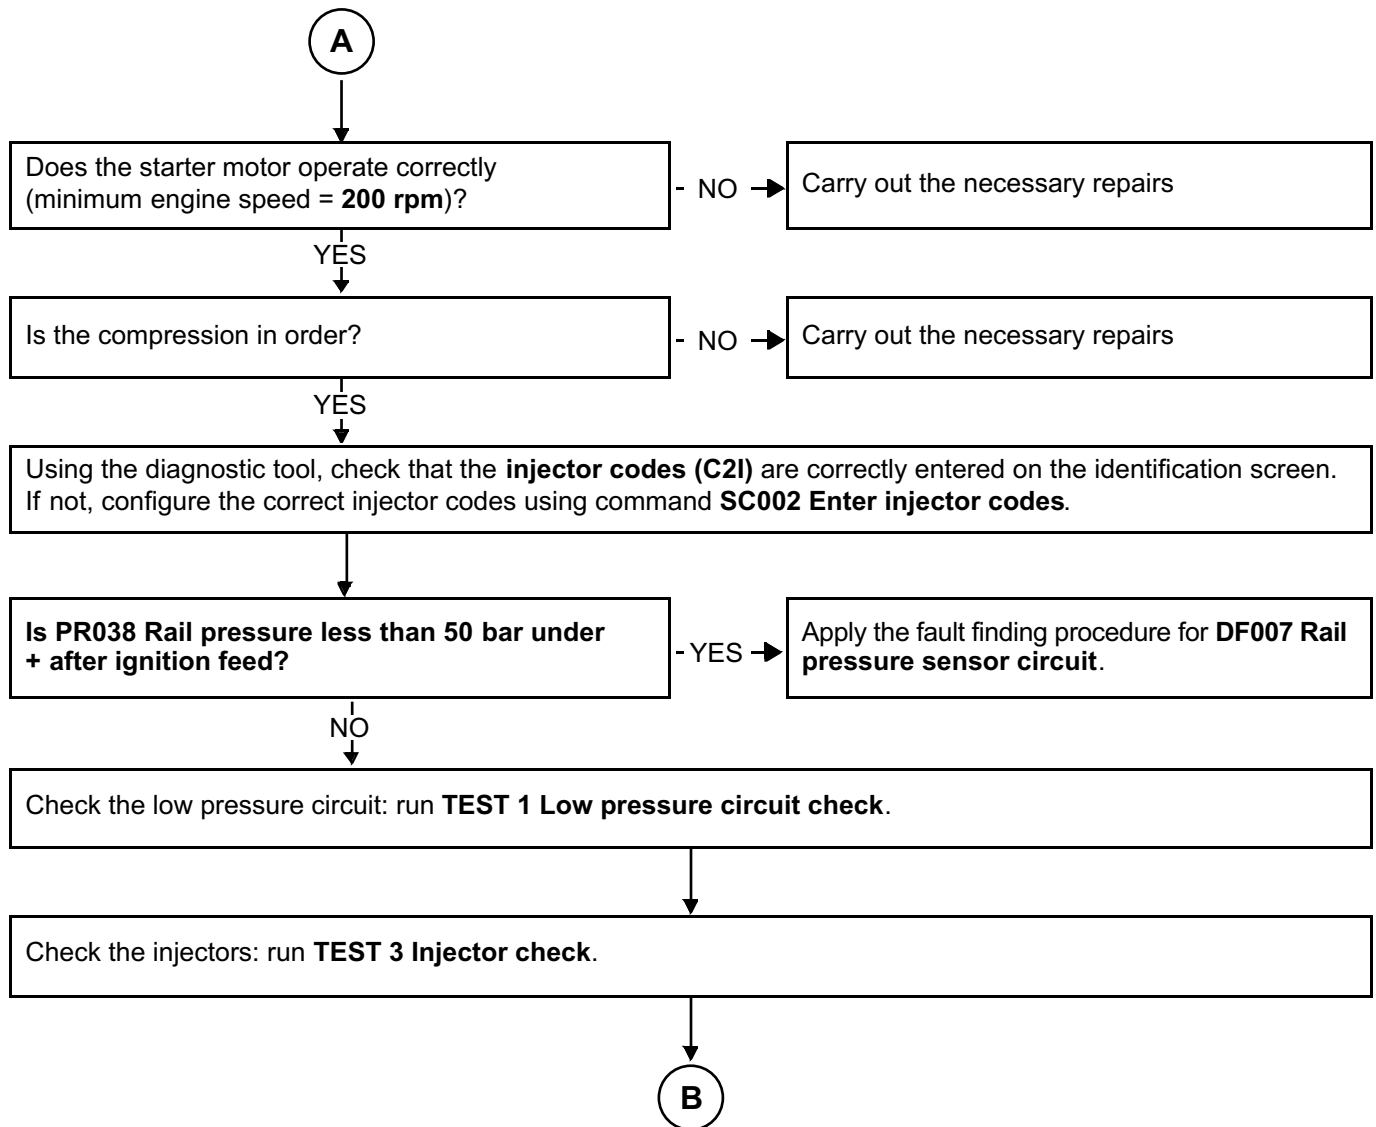 A
Does the starter motor operate correctly
(minimum engine speed = 200 rpm)?
- NO
Carry out the necessary repairs
YES
Is the compression in order?
- NO
Carry out the necessary repairs
YES
Using the diagnostic tool, check that the injector codes (C2I) are correctly entered on the identification screen.
If not, configure the correct injector codes using command SC002 Enter injector codes.
Is PR038 Rail pressure less than 50 bar under
+ after ignition feed?
- YES
Apply the fault finding procedure for DF007 Rail
pressure sensor circuit.
NO
Check the low pressure circuit: run TEST 1 Low pressure circuit check.
Check the injectors: run TEST 3 Injector check.
B